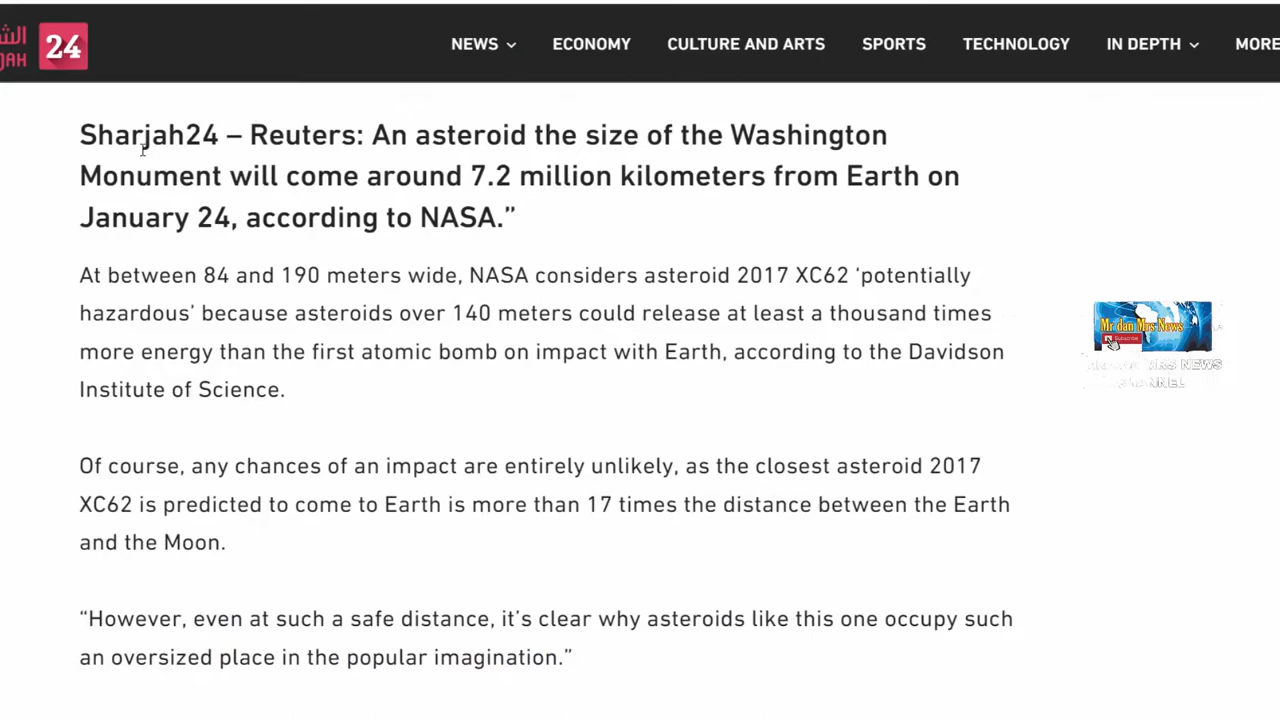 الش
JAH
24
NEWS ECONOMY CULTURE AND ARTS SPORTS TECHNOLOGY IN DEPTH MORE
Sharjah24 – Reuters: An asteroid the size of the Washington
Monument will come around 7.2 million kilometers from Earth on
January 24, according to NASA.”
At between 84 and 190 meters wide, NASA considers asteroid 2017 XC62 ‘potentially
hazardous’ because asteroids over 140 meters could release at least a thousand times
more energy than the first atomic bomb on impact with Earth, according to the Davidson
Institute of Science.
Of course, any chances of an impact are entirely unlikely, as the closest asteroid 2017
XC62 is predicted to come to Earth is more than 17 times the distance between the Earth
and the Moon.
“However, even at such a safe distance, it’s clear why asteroids like this one occupy such
an oversized place in the popular imagination.”
Mr dan Mrs News
Subscribe
MRS NEWS
CHANNEL